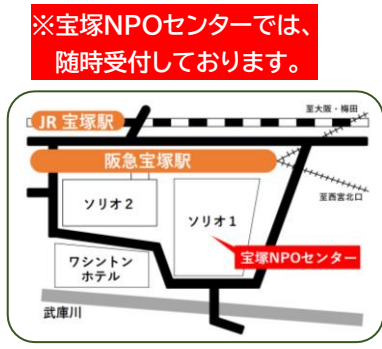 ※宝塚NPOセンターでは、
随時受付しております。
至大阪・梅田
JR 宝塚駅
阪急宝塚駅
至西宮北口
ソリオ2
ソリオ1
宝塚NPOセンター
ワシントン
ホテル
武庫川